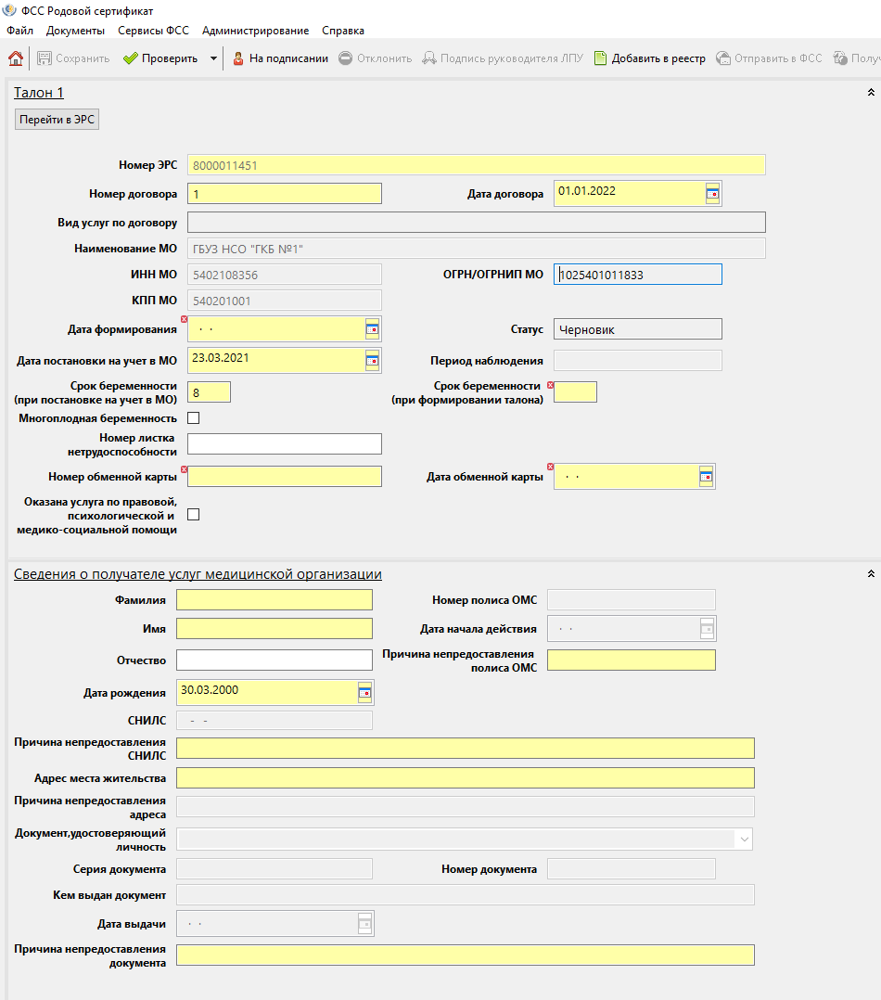 ФСС Родовой сертификат
Файл Документы Сервисы ФСС Администрирование Справка
Сохранить Проверить На подписании Отклонить Подпись руководителя ЛПУ Добавить в реестр Отправить в ФСС Полу
Талон 1
Перейти в ЭРС
Номер ЭРС 8000011451
Номер договора 1 Дата договора 01.01.2022
Вид услуг по договору
Наименование МО ГБУЗ НСО "ГКБ №1"
ИНН МО 5402108356 ОГРН/ОГРНИП МО 1025401011833
КПП МО 540201001
Дата формирования . . Статус Черновик
Дата постановки на учет в МО 23.03.2021 Период наблюдения
Срок беременности
(при постановке на учет в МО) 8
Срок беременности
(при формировании талона)
Многоплодная беременность
Номер листка
нетрудоспособности
Номер обменной карты Дата обменной карты . .
Оказана услуга по правовой,
психологической и
медико-социальной помощи
Сведения о получателе услуг медицинской организации
Фамилия Номер полиса ОМС
Имя Дата начала действия . .
Отчество
Причина непредоставления
полиса ОМС
Дата рождения 30.03.2000
СНИЛС - -
Причина непредоставления
СНИЛС
Адрес места жительства
Причина непредоставления
адреса
Документ,удостоверяющий
личность
Серия документа Номер документа
Кем выдан документ
Дата выдачи . .
Причина непредоставления
документа